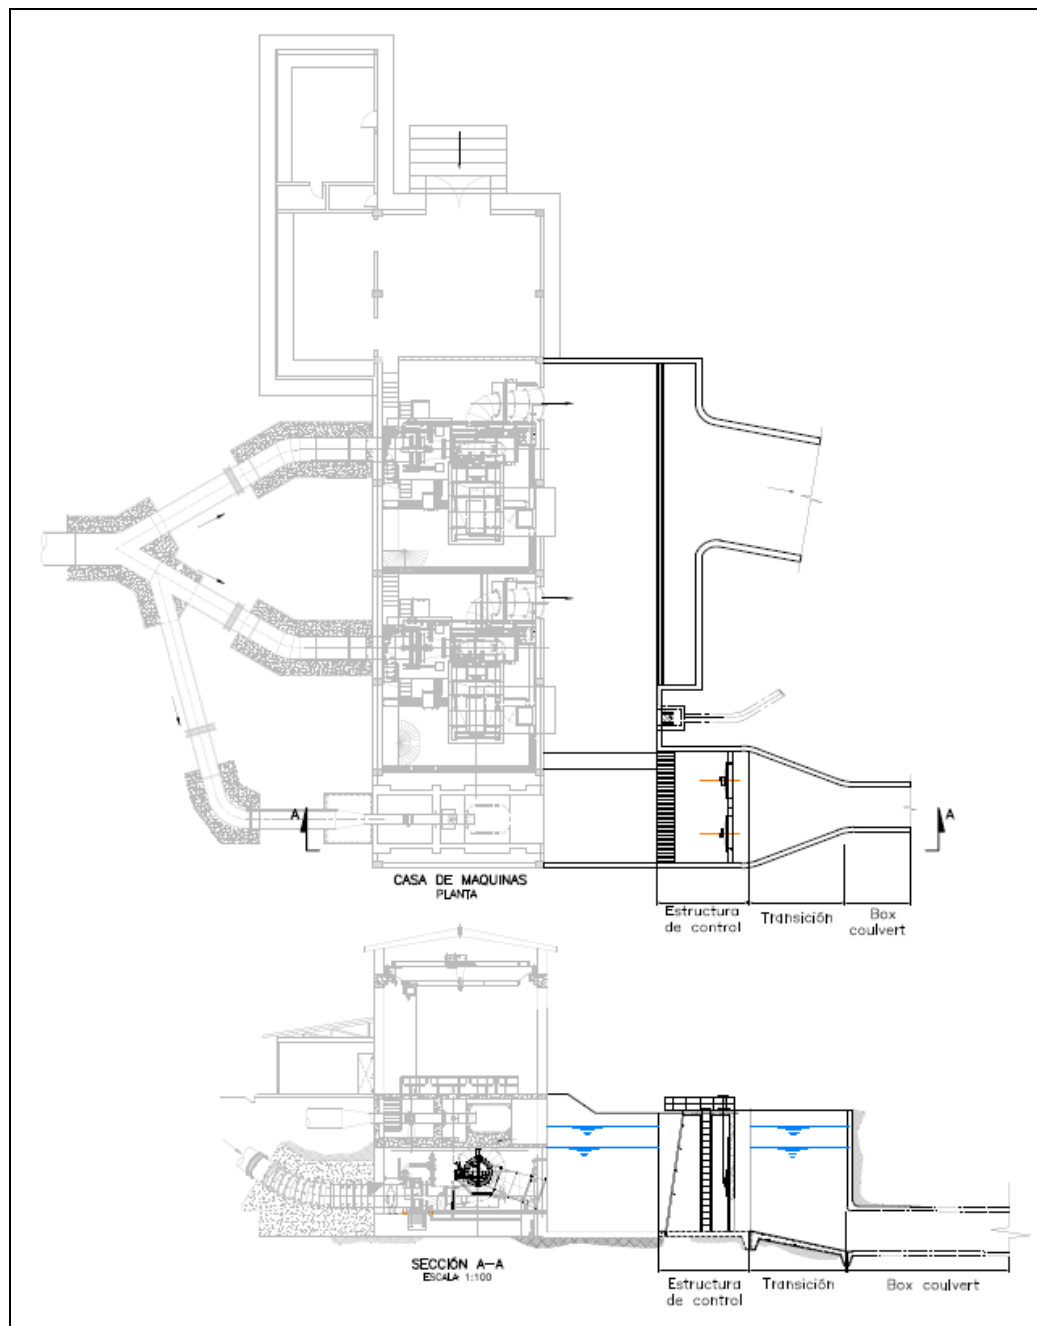 A
A
CASA DE MAQUINAS
PLANTA
Estructura
de control
Transición
Box
coulvert
SECCIÓN A-A
ESCALA 1:100
Estructura
de control
Transición
Box coulvert